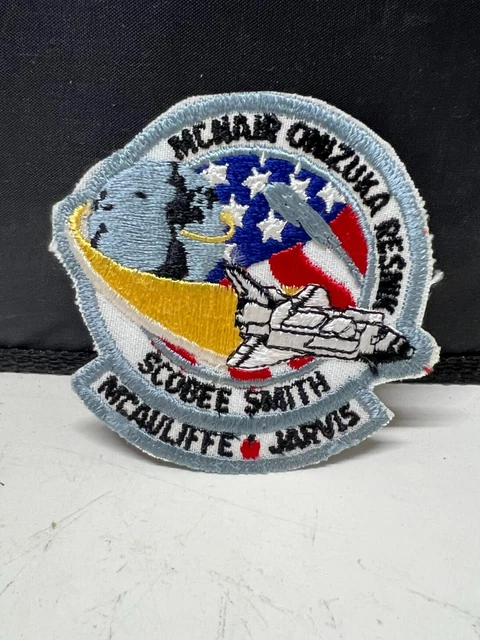 MCNAIR ONIZUKA RESNIK
SCOBEE SMITH
MCAULIFFE JARVIS